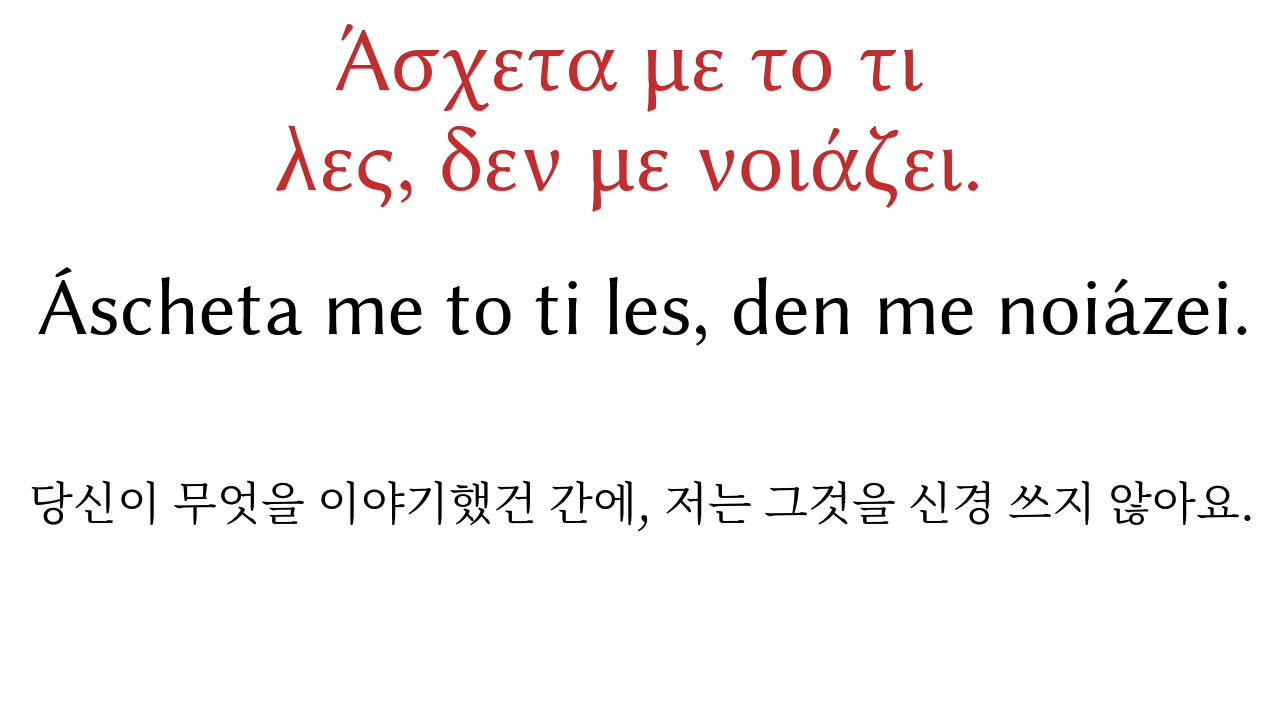 Άσχετα με το τι
λες, δεν με νοιάζει.
Áscheta me to ti les, den me noiázei.
당신이 무엇을 이야기했건 간에, 저는 그것을 신경 쓰지 않아요.